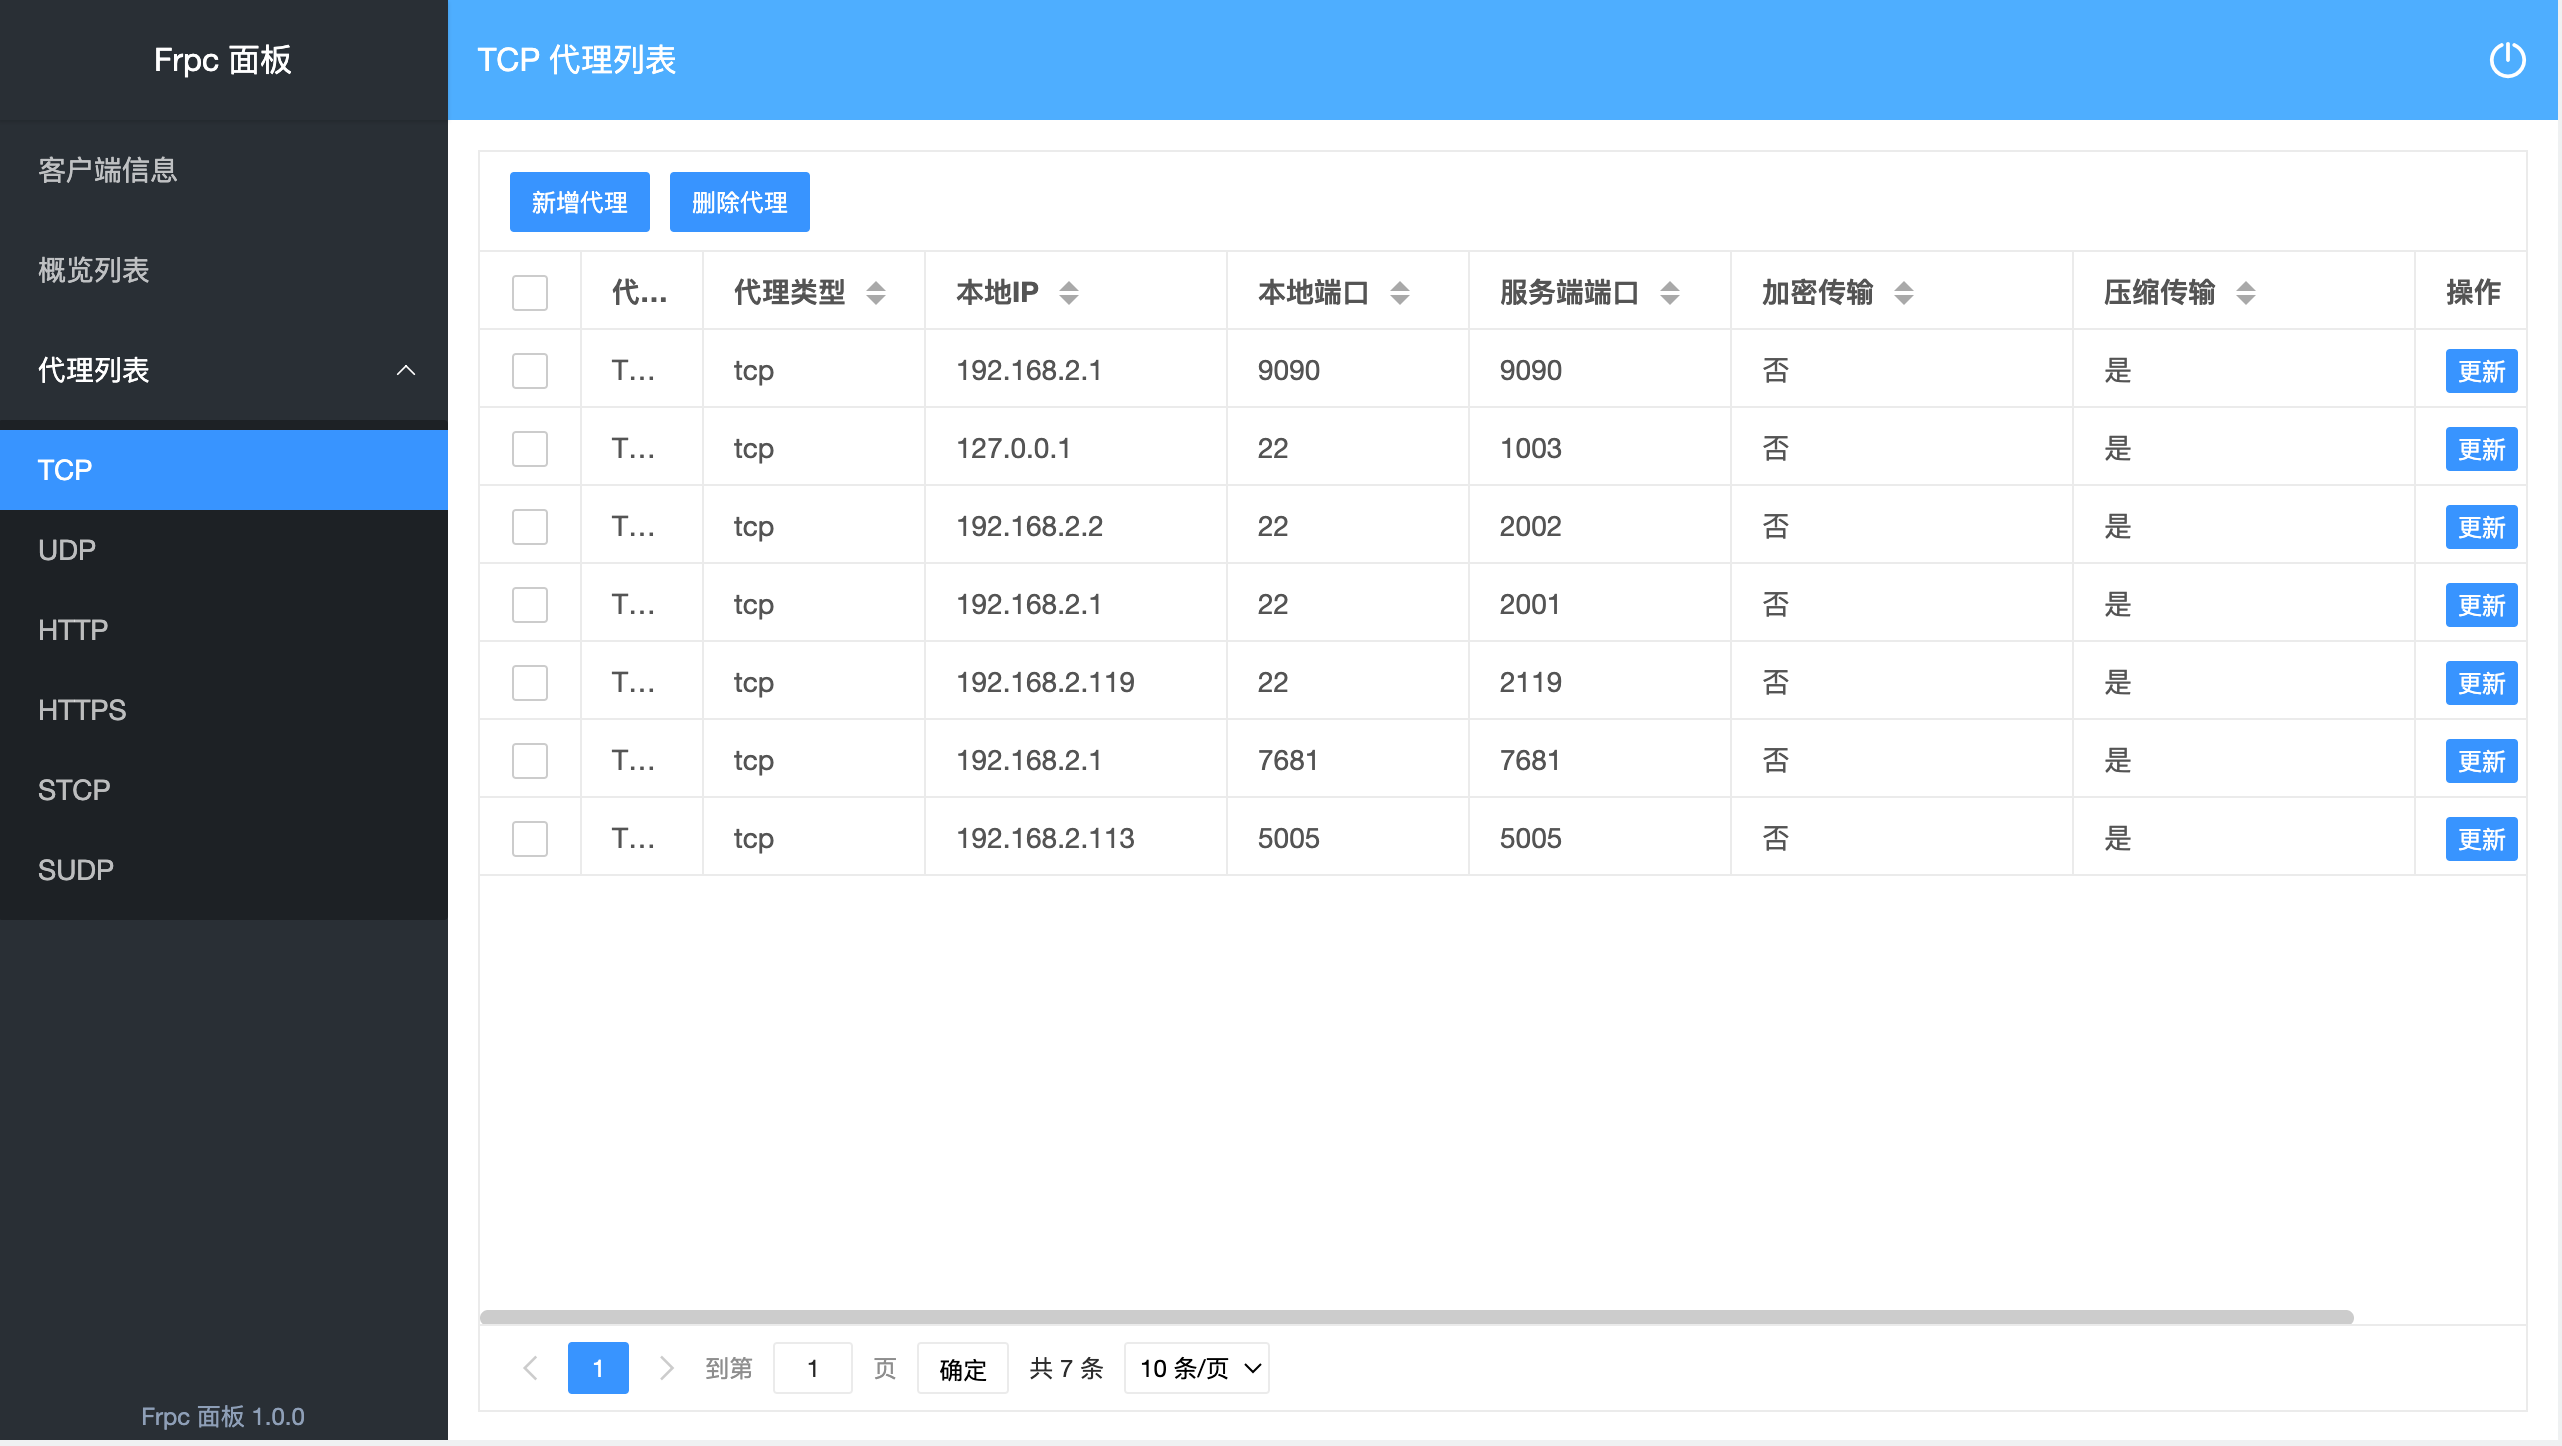 Frpc 面板
TCP 代理列表
客户端信息
概览列表
代理列表
TCP
UDP
HTTP
HTTPS
STCP
SUDP
Frpc 面板 1.0.0
新增代理 删除代理
代... 代理类型 本地IP 本地端口 服务端端口 加密传输 压缩传输 操作
T... tcp 192.168.2.1 9090 9090 否 是 更新
T... tcp 127.0.0.1 22 1003 否 是 更新
T... tcp 192.168.2.2 22 2002 否 是 更新
T... tcp 192.168.2.1 22 2001 否 是 更新
T... tcp 192.168.2.119 22 2119 否 是 更新
T... tcp 192.168.2.1 7681 7681 否 是 更新
T... tcp 192.168.2.113 5005 5005 否 是 更新
1 到第 1 页 确定 共 7 条 10 条/页